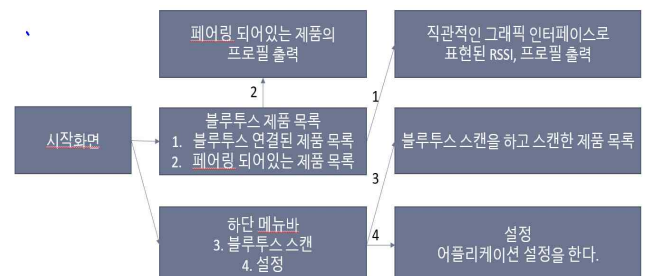 페어링 되어있는 제품의
프로필 출력
직관적인 그래픽 인터페이스로
표현된 RSSI, 프로필 출력
2
1
시작화면
블루투스 제품 목록
1. 블루투스 연결된 제품 목록
2. 페어링 되어있는 제품 목록
블루투스 스캔을 하고 스캔한 제품 목록
3
하단 메뉴바
3. 블루투스 스캔
4. 설정
4
설정
어플리케이션 설정을 한다.